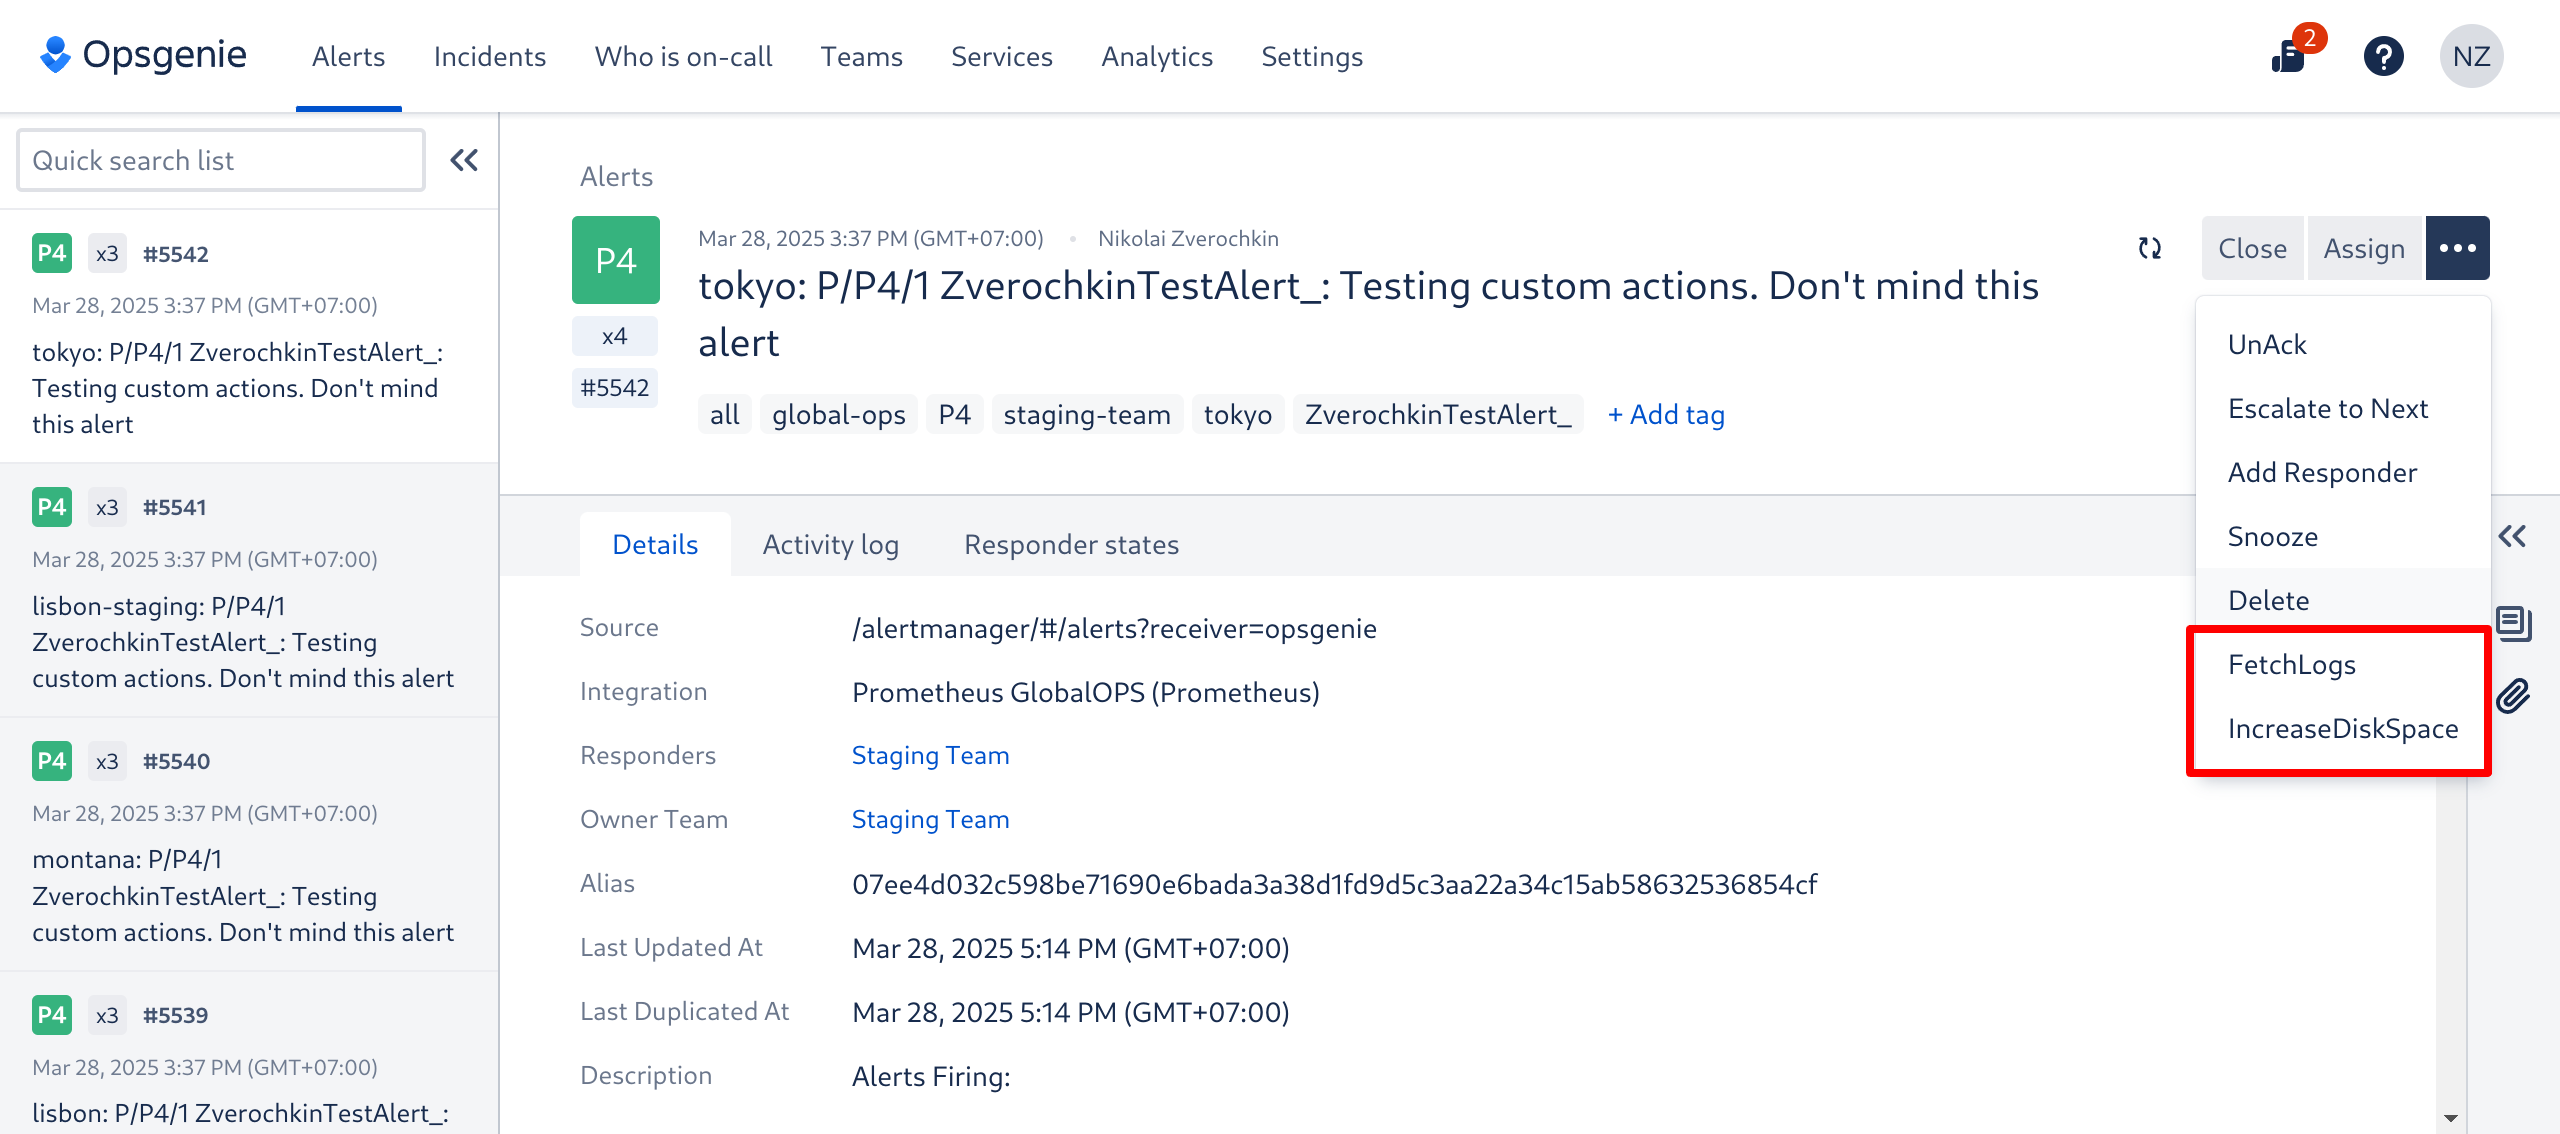 Opsgenie
Alerts
Incidents
Who is on-call
Teams
Services
Analytics
Settings
2
?
NZ
Quick search list
P4 x3 #5542
Mar 28, 2025 3:37 PM (GMT+07:00)
tokyo: P/P4/1 ZverochkinTestAlert_:
Testing custom actions. Don't mind
this alert
P4 x3 #5541
Mar 28, 2025 3:37 PM (GMT+07:00)
lisbon-staging: P/P4/1
ZverochkinTestAlert_: Testing
custom actions. Don't mind this alert
P4 x3 #5540
Mar 28, 2025 3:37 PM (GMT+07:00)
montana: P/P4/1
ZverochkinTestAlert_: Testing
custom actions. Don't mind this alert
P4 x3 #5539
Mar 28, 2025 3:37 PM (GMT+07:00)
lisbon: P/P4/1 ZverochkinTestAlert_:
Alerts
P4
x4
#5542
Mar 28, 2025 3:37 PM (GMT+07:00) • Nikolai Zverochkin
tokyo: P/P4/1 ZverochkinTestAlert_: Testing custom actions. Don't mind this
alert
all global-ops P4 staging-team tokyo ZverochkinTestAlert_ + Add tag
Close Assign
UnAck
Escalate to Next
Add Responder
Snooze
Delete
FetchLogs
IncreaseDiskSpace
Details Activity log Responder states
Source /alertmanager/#/alerts?receiver=opsgenie
Integration Prometheus GlobalOPS (Prometheus)
Responders Staging Team
Owner Team Staging Team
Alias 07ee4d032c598be71690e6bada3a38d1fd9d5c3aa22a34c15ab58632536854cf
Last Updated At Mar 28, 2025 5:14 PM (GMT+07:00)
Last Duplicated At Mar 28, 2025 5:14 PM (GMT+07:00)
Description Alerts Firing: